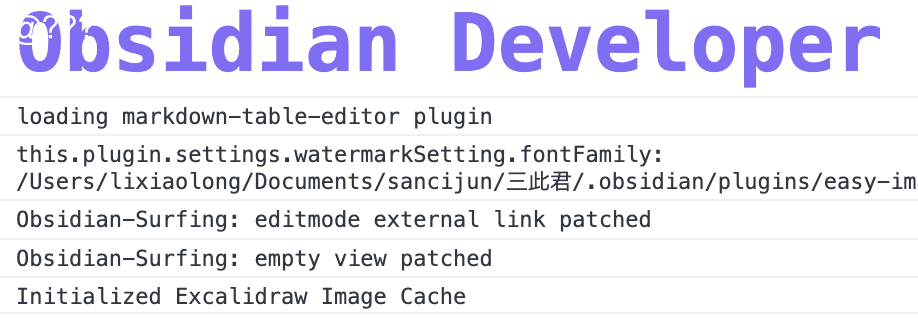 @???
Obsidian Developer
loading markdown-table-editor plugin
this.plugin.settings.watermarkSetting.fontFamily:
/Users/lixiaolong/Documents/sancijun/三此君/.obsidian/plugins/easy-im
Obsidian-Surfing: editmode external link patched
Obsidian-Surfing: empty view patched
Initialized Excalidraw Image Cache